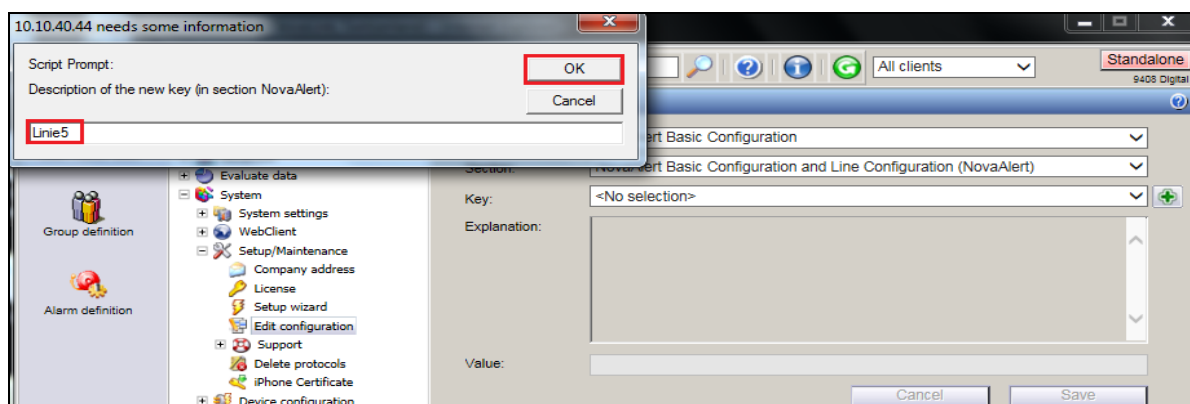 10.10.40.44 needs some information
Script Prompt:
Description of the new key (in section NovaAlert):
OK
Cancel
Linie5
All clients
Standalone
9408 Digital
ert Basic Configuration
Configuration and Line Configuration (NovaAlert)
Key:
<No selection>
Explanation:
Value:
Cancel
Save
Group definition
Alarm definition
Evaluate data
System
System settings
WebClient
Setup/Maintenance
Company address
License
Setup wizard
Edit configuration
Support
Delete protocols
iPhone Certificate
Device configuration